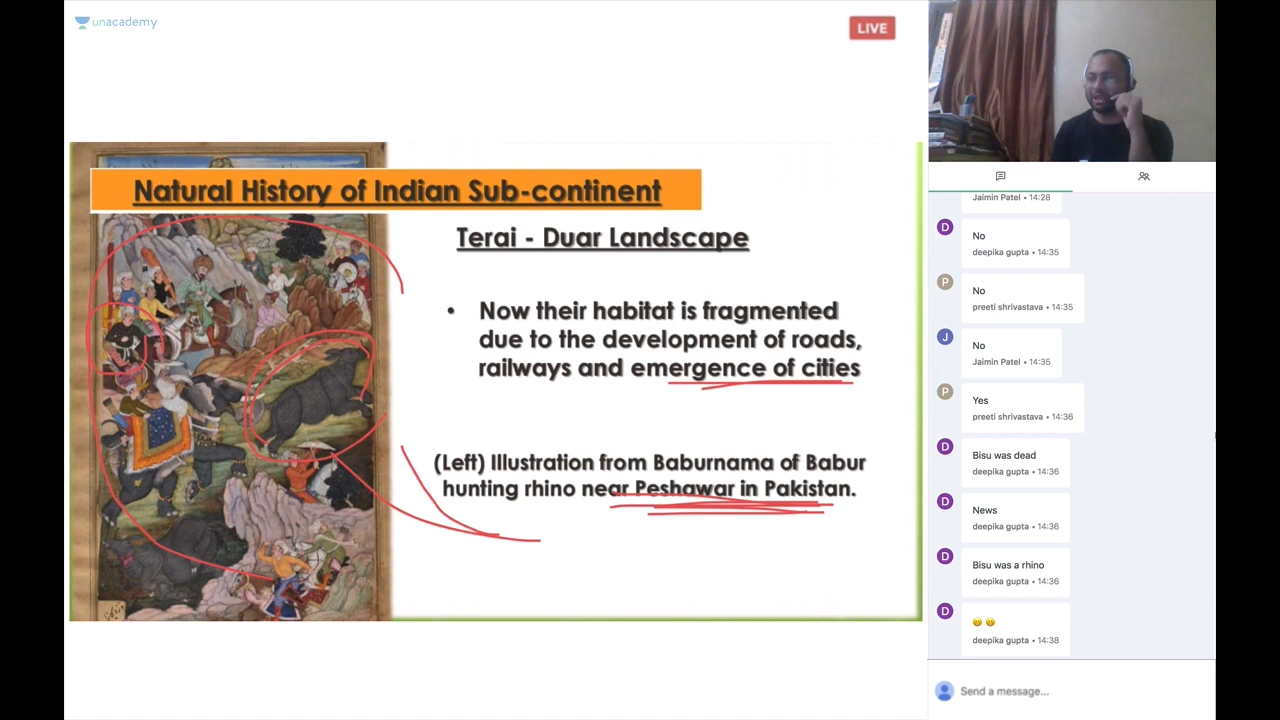 unacademy
LIVE
Natural History of Indian Sub-continent
Terai - Duar Landscape
• Now their habitat is fragmented
due to the development of roads,
railways and emergence of cities
(Left) Illustration from Baburnama of Babur
hunting rhino near Peshawar in Pakistan.
Jaimin Patel • 14:28
D
No
deepika gupta • 14:35
P
No
preeti shrivastava • 14:35
J
No
Jaimin Patel • 14:35
P
Yes
preeti shrivastava • 14:36
D
Bisu was dead
deepika gupta • 14:36
D
News
deepika gupta • 14:36
D
Bisu was a rhino
deepika gupta • 14:36
D
deepika gupta • 14:38
Send a message...